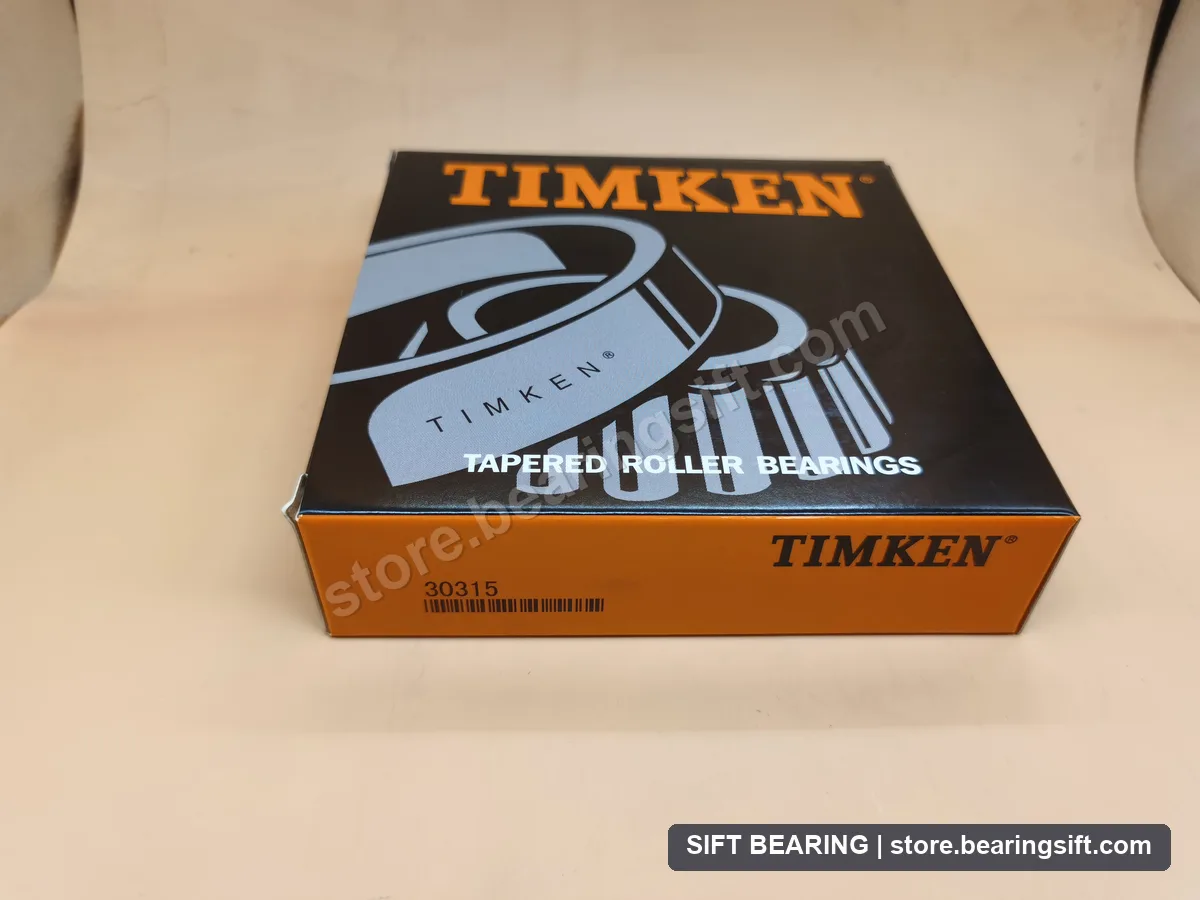 TIMKEN®
TIMKEN®
TAPERED ROLLER BEARINGS
store.bearingsift.com
TIMKEN®
30315
SIFT BEARING | store.bearingsift.com